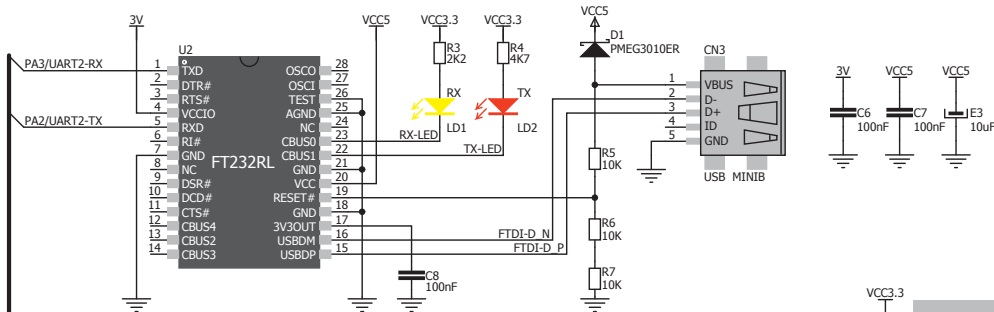 3V
VCC5
VCC3.3
VCC3.3
VCC5
U2
R3
2K2
R4
4K7
D1
PMEG3010ER
CN3
PA3/UART2-RX
1 TXD OSCO 28
2 DTR# OSCI 27
3 RTS# TEST 26
4 VCCIO AGND 25
PA2/UART2-TX
5 RXD NC 24
6 RI# CBUS0 23
7 GND CBUS1 22
8 NC GND 21
9 DSR# VCC 20
10 DCD# RESET# 19
11 CTS# GND 18
12 CBUS4 3V3OUT 17
13 CBUS2 USBDM 16
14 CBUS3 USBDP 15
FT232RL
RX
LD1
TX
LD2
RX-LED
TX-LED
1 VBUS
2 D-
3 D+
4 ID
5 GND
USB MINIB
R5
10K
R6
10K
R7
10K
FTDI-D_N
FTDI-D_P
C8
100nF
3V
VCC5
VCC5
C6
100nF
C7
100nF
E3
10uF
VCC3.3